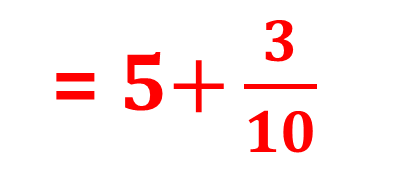 = 5 + 3/10